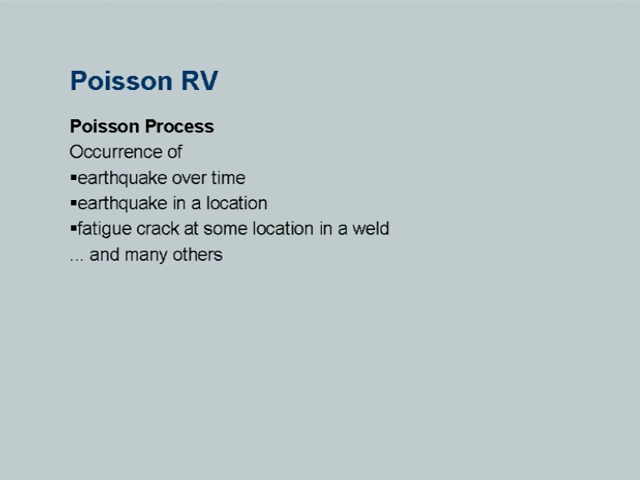 Poisson RV
Poisson Process
Occurrence of
▪earthquake over time
▪earthquake in a location
▪fatigue crack at some location in a weld
... and many others